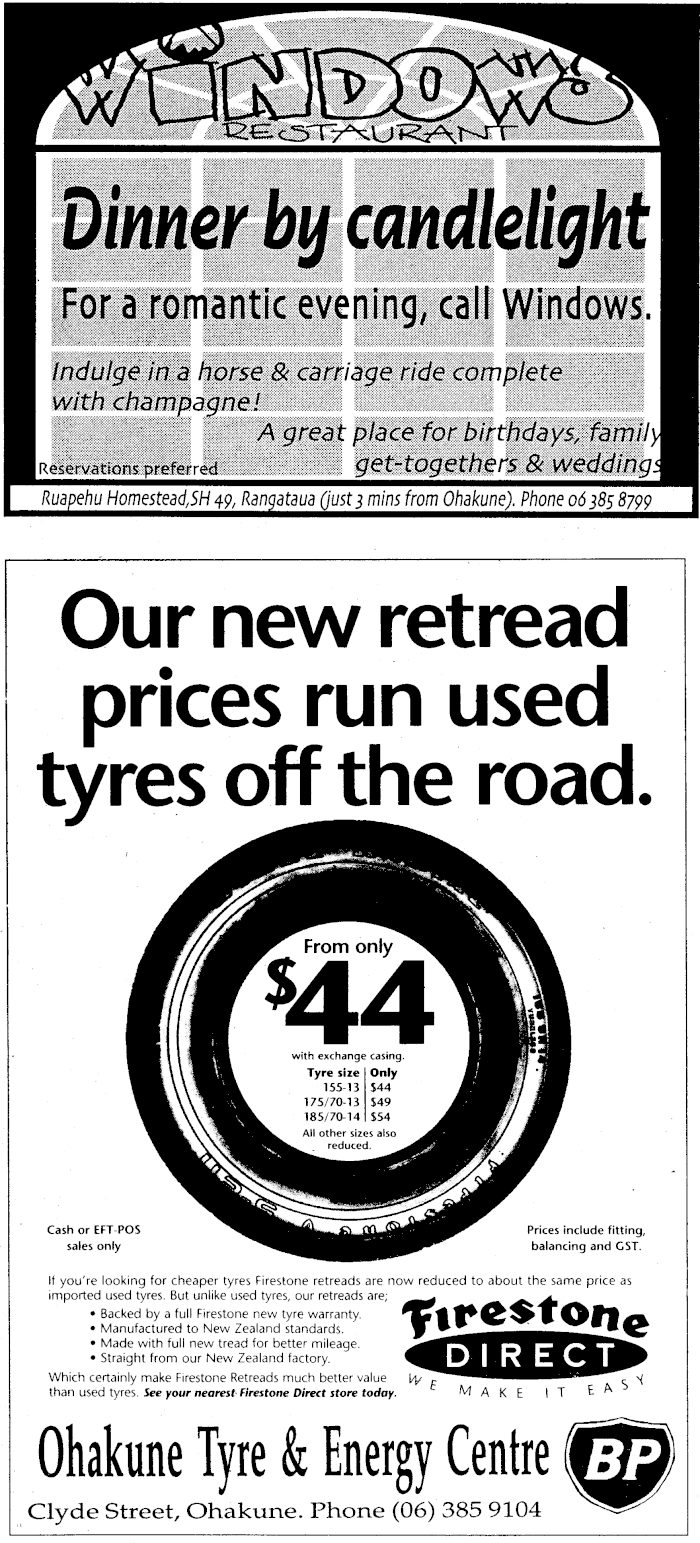 WINDOWS
RESTAURANT
Dinner by candlelight
For a romantic evening, call Windows.
Indulge in a horse & carriage ride complete
with champagne!
A great place for birthdays, family
get-togethers & weddings
Reservations preferred
Ruapehu Homestead,SH 49, Rangataua (just 3 mins from Ohakune). Phone 06 385 8799
Our new retread
prices run used
tyres off the road.
From only
$44
with exchange casing.
Tyre size | Only
155-13 | $44
175/70-13 | $49
185/70-14 | $54
All other sizes also
reduced.
Cash or EFT-POS
sales only
Prices include fitting,
balancing and GST.
If you're looking for cheaper tyres Firestone retreads are now reduced to about the same price as
imported used tyres. But unlike used tyres, our retreads are;
• Backed by a full Firestone new tyre warranty.
• Manufactured to New Zealand standards.
• Made with full new tread for better mileage.
• Straight from our New Zealand factory.
Which certainly make Firestone Retreads much better value
than used tyres. See your nearest Firestone Direct store today.
Firestone
DIRECT
WE MAKE IT EASY
Ohakune Tyre & Energy Centre
BP
Clyde Street, Ohakune. Phone (06) 385 9104